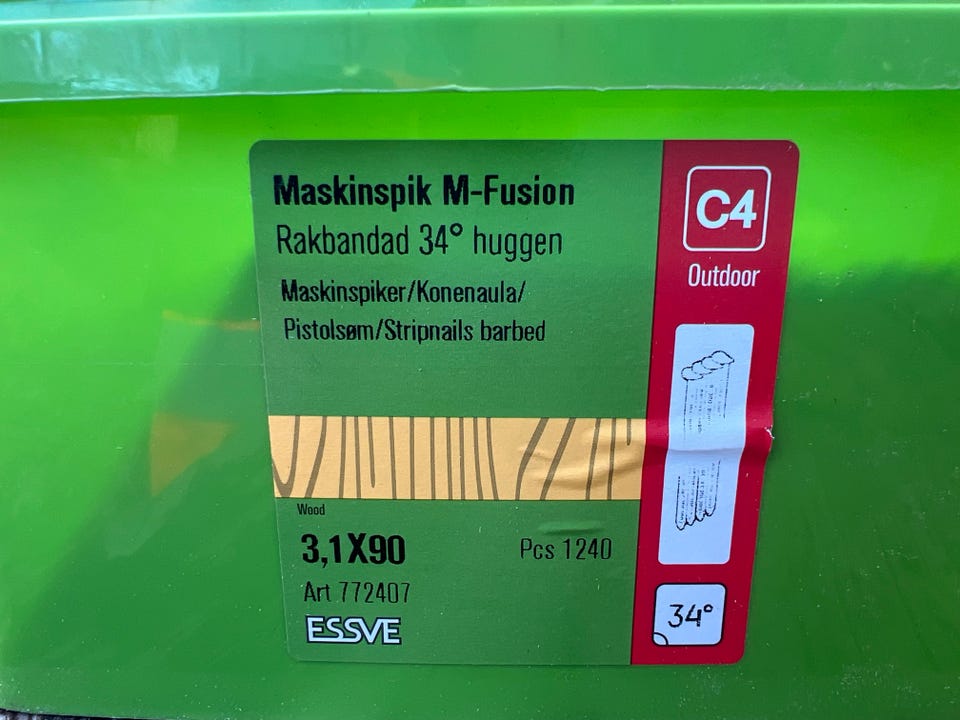 Maskinspik M-Fusion
Rakbandad 34° huggen
Maskinspiker/Konenaula/
Pistolsøm/Stripnails barbed
Wood
3,1X90
Pcs 1240
Art 772407
ESSVE
C4
Outdoor
34°